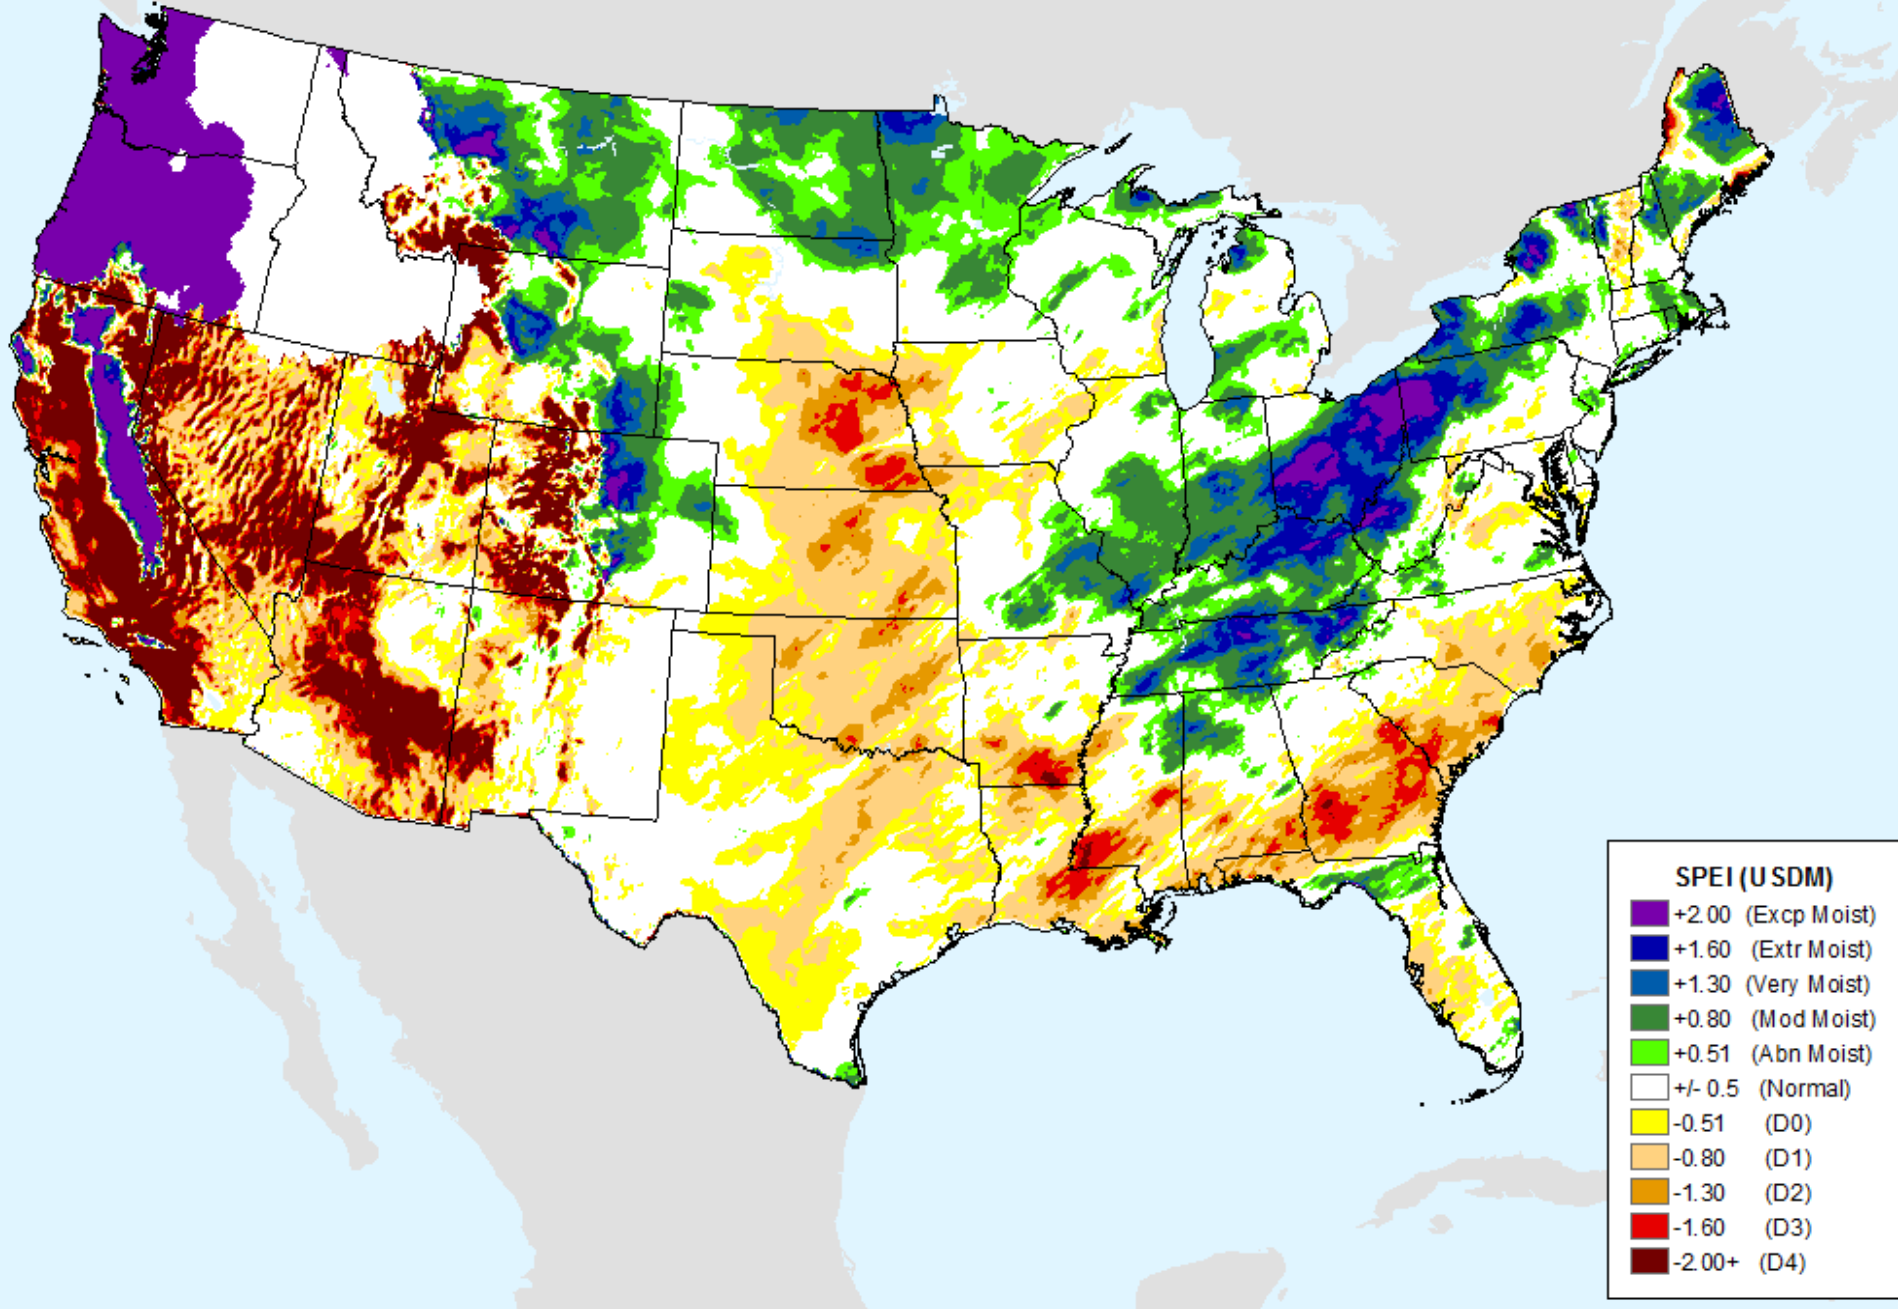 SPEI (USDM)
+2.00 (Excp Moist)
+1.60 (Extr Moist)
+1.30 (Very Moist)
+0.80 (Mod Moist)
+0.51 (Abn Moist)
+/- 0.5 (Normal)
-0.51 (D0)
-0.80 (D1)
-1.30 (D2)
-1.60 (D3)
-2.00+ (D4)